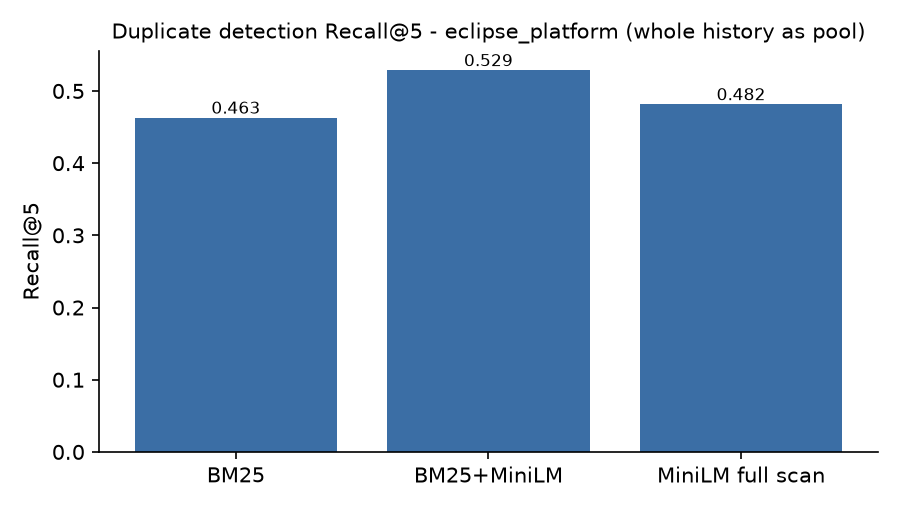 Duplicate detection Recall@5 - eclipse_platform (whole history as pool)
Recall@5
0.5
0.4
0.3
0.2
0.1
0.0
0.463
0.529
0.482
BM25
BM25+MiniLM
MiniLM full scan